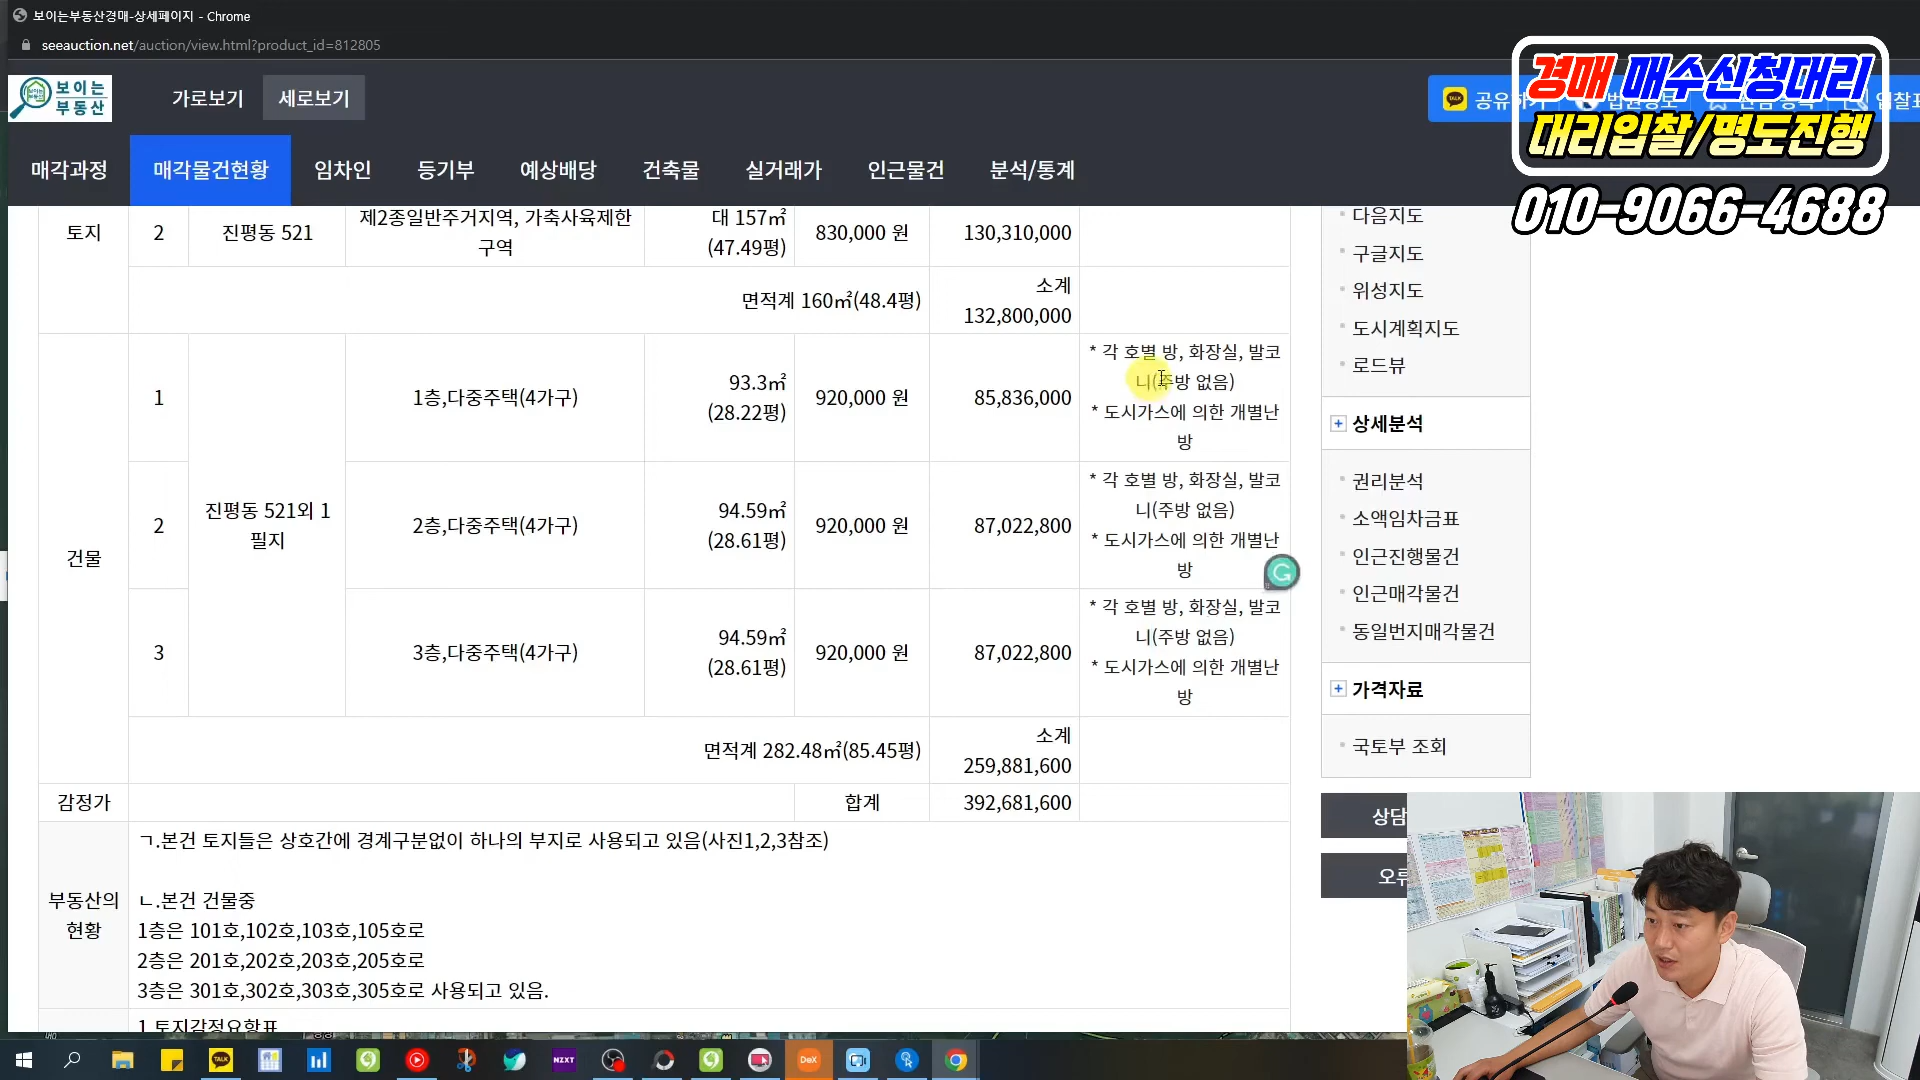 보이는부동산경매-상세페이지 - Chrome
seeauction.net/auction/view.html?product_id=812805
보이는
부동산
가로보기
세로보기
경매 매수신청대리
대리입찰/명도진행
010-9066-4688
TALK
매각과정
매각물건현황
임차인
등기부
예상배당
건축물
실거래가
인근물건
분석/통계
토지
2
진평동 521
제2종일반주거지역, 가축사육제한
구역
대 157㎡
(47.49평)
830,000 원
130,310,000
면적계 160㎡(48.4평)
소계
132,800,000
건물
1
진평동 521외 1
필지
1층,다중주택(4가구)
93.3㎡
(28.22평)
920,000 원
85,836,000
* 각 호별 방, 화장실, 발코
니(주방 없음)
* 도시가스에 의한 개별난
방
2
2층,다중주택(4가구)
94.59㎡
(28.61평)
920,000 원
87,022,800
* 각 호별 방, 화장실, 발코
니(주방 없음)
* 도시가스에 의한 개별난
방
3
3층,다중주택(4가구)
94.59㎡
(28.61평)
920,000 원
87,022,800
* 각 호별 방, 화장실, 발코
니(주방 없음)
* 도시가스에 의한 개별난
방
면적계 282.48㎡(85.45평)
소계
259,881,600
감정가
합계
392,681,600
부동산의
현황
ㄱ.본건 토지들은 상호간에 경계구분없이 하나의 부지로 사용되고 있음(사진1,2,3참조)
ㄴ.본건 건물중
1층은 101호,102호,103호,105호로
2층은 201호,202호,203호,205호로
3층은 301호,302호,303호,305호로 사용되고 있음.
1.토지감정요항표
다음지도
구글지도
위성지도
도시계획지도
로드뷰
상세분석
권리분석
소액임차금표
인근진행물건
인근매각물건
동일번지매각물건
가격자료
국토부 조회
상담
오류
TALK
NZXT
DeX